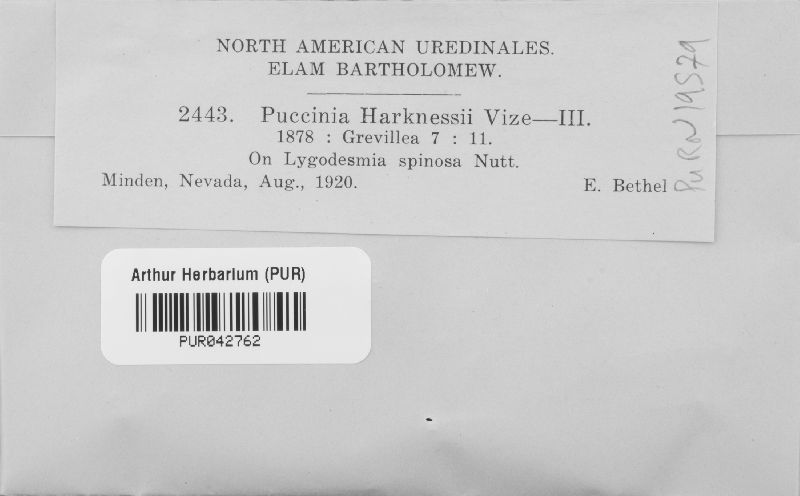 NORTH AMERICAN UREDINALES.
ELAM BARTHOLOMEW.
2443. Puccinia Harknessii Vize—III.
1878 : Grevillea 7 : 11.
On Lygodesmia spinosa Nutt.
Minden, Nevada, Aug., 1920. E. Bethel
PUR N19579
Arthur Herbarium (PUR)
PUR042762